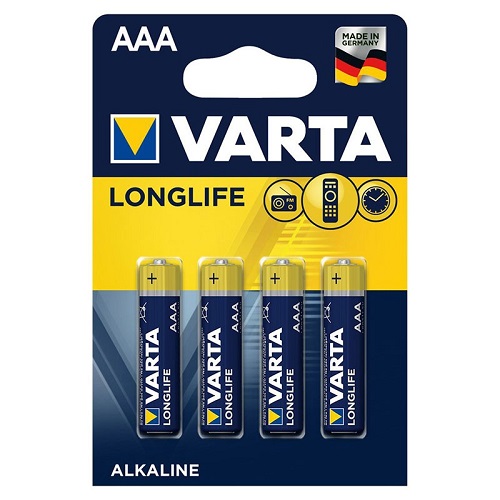 AAA
MADE IN
GERMANY
VARTA
LONGLIFE
FM
+
AAA
VARTA
LONGLIFE
+
AAA
VARTA
LONGLIFE
+
AAA
VARTA
LONGLIFE
+
AAA
VARTA
LONGLIFE
ALKALINE